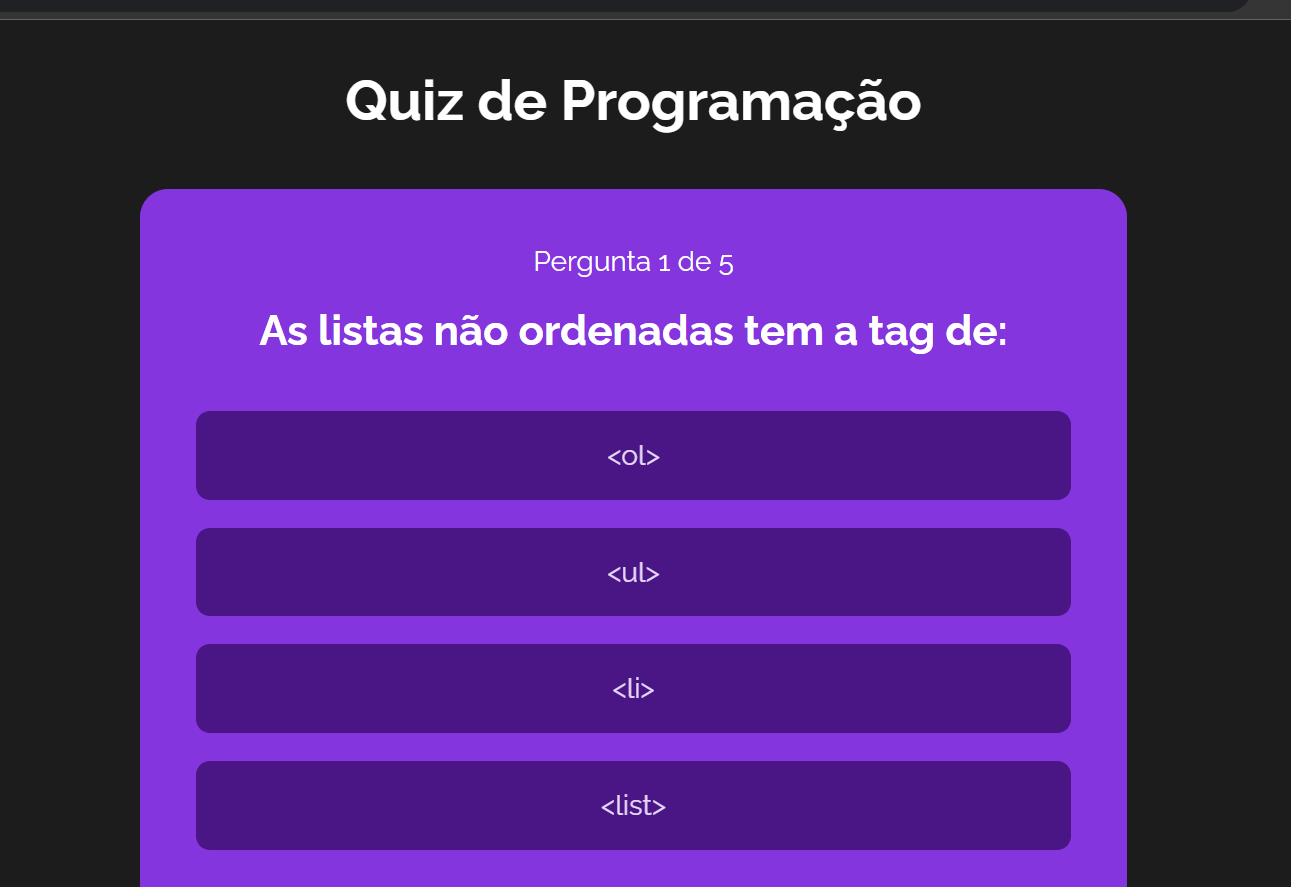 Quiz de Programação
Pergunta 1 de 5
As listas não ordenadas tem a tag de:
<ol>
<ul>
<li>
<list>